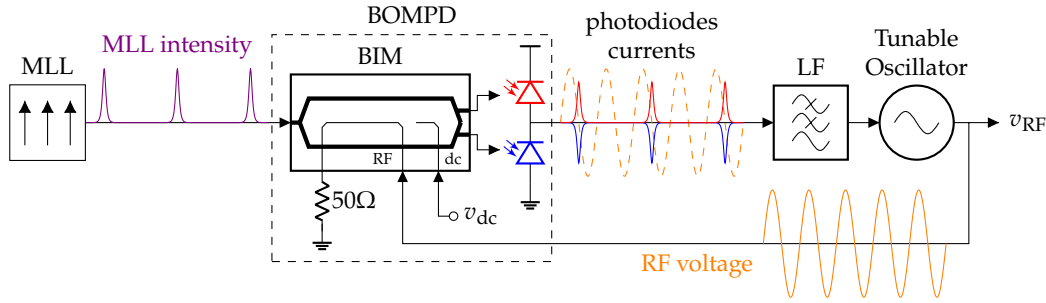 BOMPD
photodiodes
currents
Tunable
Oscillator
MLL intensity
MLL
BIM
LF
RF
dc
v_RF
50Ω
v_dc
RF voltage